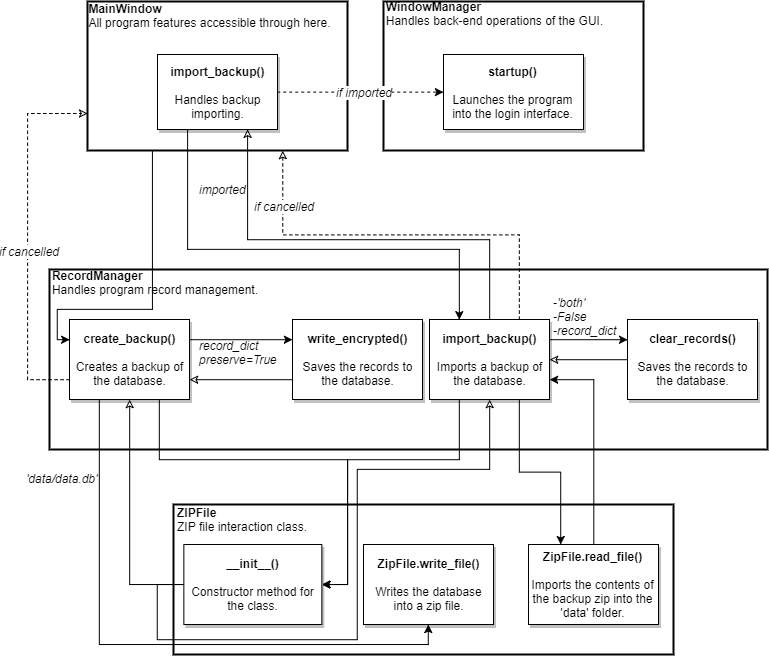 MainWindow
All program features accessible through here.
WindowManager
Handles back-end operations of the GUI.
import_backup()
Handles backup
importing.
if imported
startup()
Launches the program
into the login interface.
imported
if cancelled
if cancelled
RecordManager
Handles program record management.
create_backup()
Creates a backup of
the database.
record_dict
preserve=True
write_encrypted()
Saves the records to
the database.
import_backup()
Imports a backup of
the database.
-'both'
-False
-record_dict
clear_records()
Saves the records to
the database.
'data/data.db'
ZIPFile
ZIP file interaction class.
__init__()
Constructor method for
the class.
ZipFile.write_file()
Writes the database
into a zip file.
ZipFile.read_file()
Imports the contents of
the backup zip into the
'data' folder.